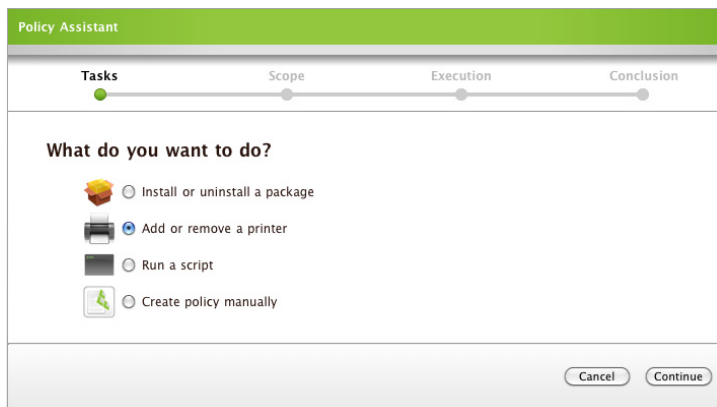 Policy Assistant
Tasks Scope Execution Conclusion
What do you want to do?
Install or uninstall a package
Add or remove a printer
Run a script
Create policy manually
Cancel Continue